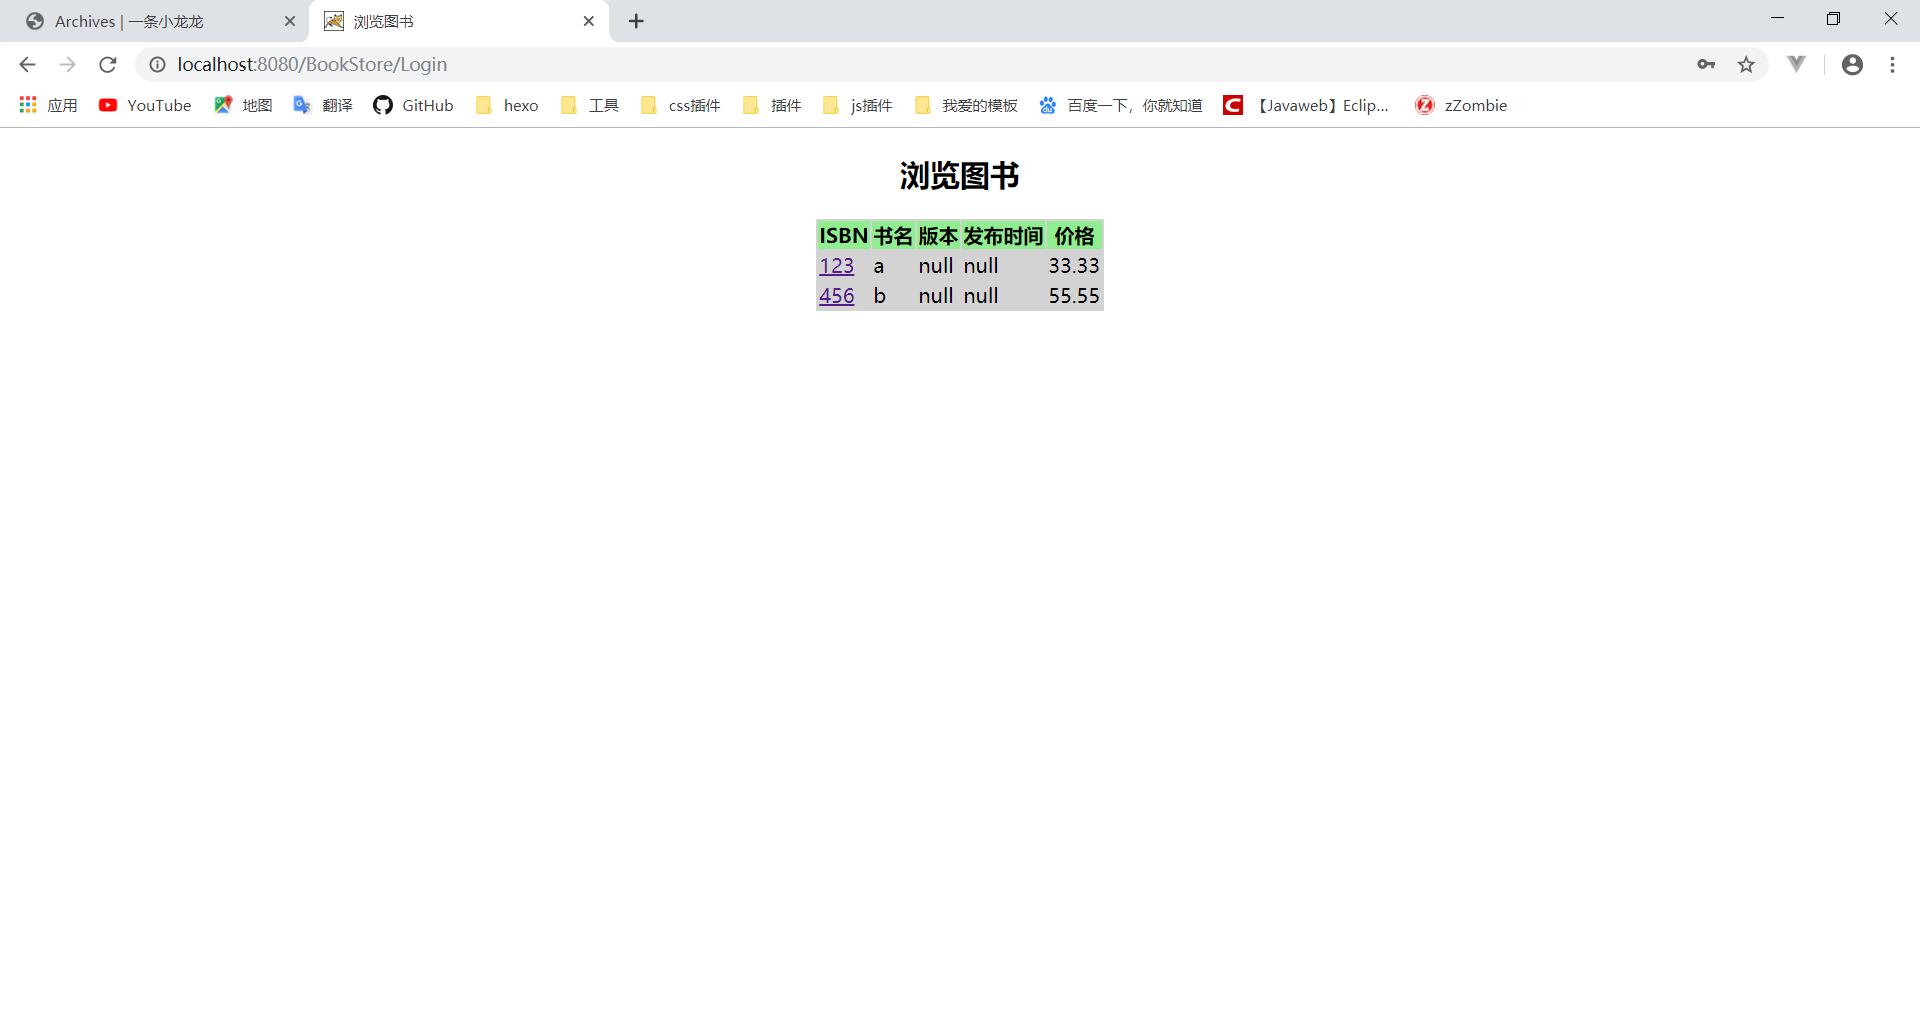 Archives | 一条小龙龙
浏览图书
localhost:8080/BookStore/Login
应用 YouTube 地图 翻译 GitHub hexo 工具 css插件 插件 js插件 我爱的模板 百度一下，你就知道 【Javaweb】Eclip... zZombie
浏览图书
ISBN 书名 版本 发布时间 价格
123 a null null 33.33
456 b null null 55.55